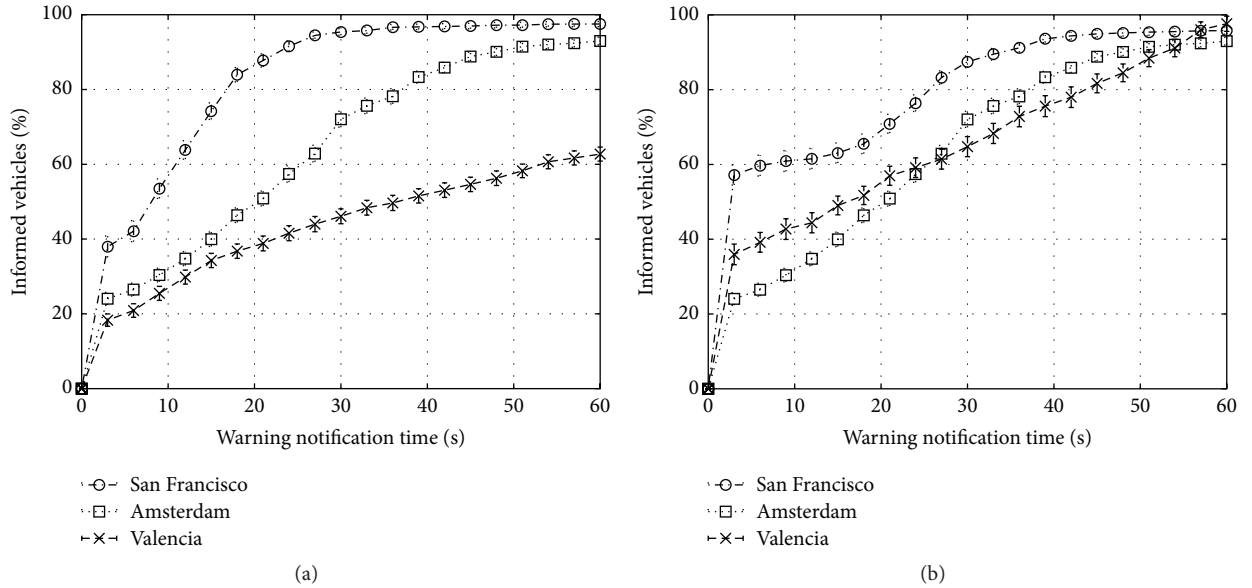 100
80
60
40
20
0
Informed vehicles (%)
0 10 20 30 40 50 60
Warning notification time (s)
San Francisco
Amsterdam
Valencia
(a)
100
80
60
40
20
0
Informed vehicles (%)
0 10 20 30 40 50 60
Warning notification time (s)
San Francisco
Amsterdam
Valencia
(b)